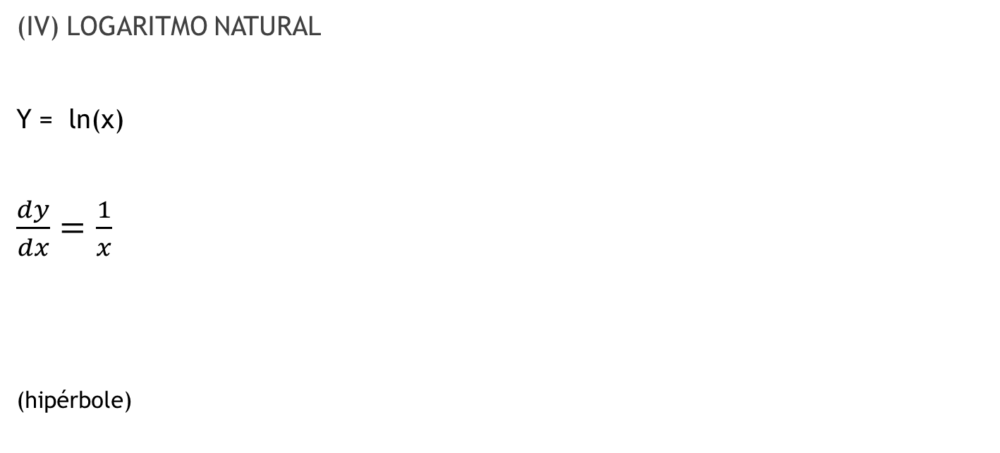 (IV) LOGARITMO NATURAL
Y = ln(x)
dy/dx = 1/x
(hipérbole)